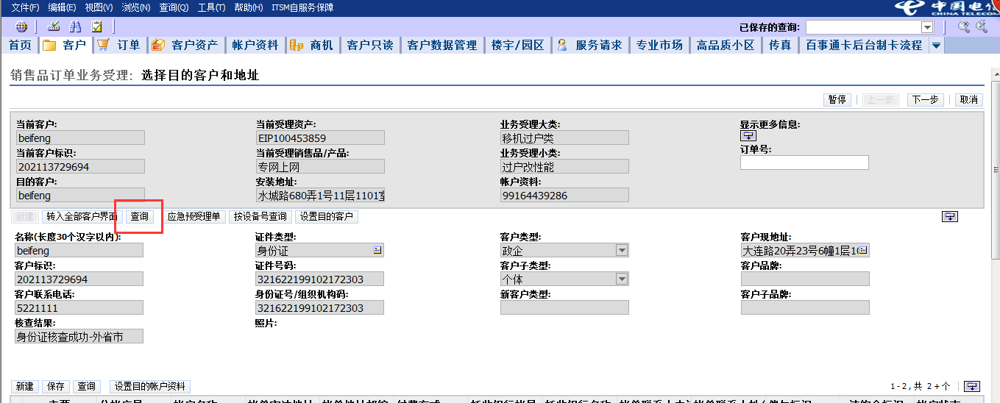 文件(F) 编辑(E) 视图(V) 浏览(N) 查询(Q) 工具(T) 帮助(H) ITSM自服务保障
中国电信
CHINA TELECOM
已保存的查询:
首页 客户 订单 客户资产 帐户资料 商机 客户只读 客户数据管理 楼宇/园区 服务请求 专业市场 高品质小区 传真 百事通卡后台制卡流程
销售品订单业务受理: 选择目的客户和地址
暂停 上一步 下一步 取消
当前客户: 当前受理资产: 业务受理大类: 显示更多信息:
beifeng EIP100453859 移机过户类
当前客户标识: 当前受理销售品/产品: 业务受理小类: 订单号:
202113729694 专网上网 过户改性能
目的客户: 安装地址: 帐户资料:
beifeng 水城路680弄1号11层1101室 99164439286
新建 转入全部客户界面 查询 应急预受理单 按设备号查询 设置目的客户
名称(长度30个汉字以内): 证件类型: 客户类型: 客户现地址:
beifeng 身份证 政企 大连路20弄23号6幢1层1(
客户标识: 证件号码: 客户子类型: 客户品牌:
202113729694 321622199102172303 个体
客户联系电话: 身份证号/组织机构码: 新客户类型: 客户子品牌:
5221111 321622199102172303
核查结果: 照片:
身份证核查成功-外省市
新建 保存 查询 设置目的帐户资料 1-2,共 2+个